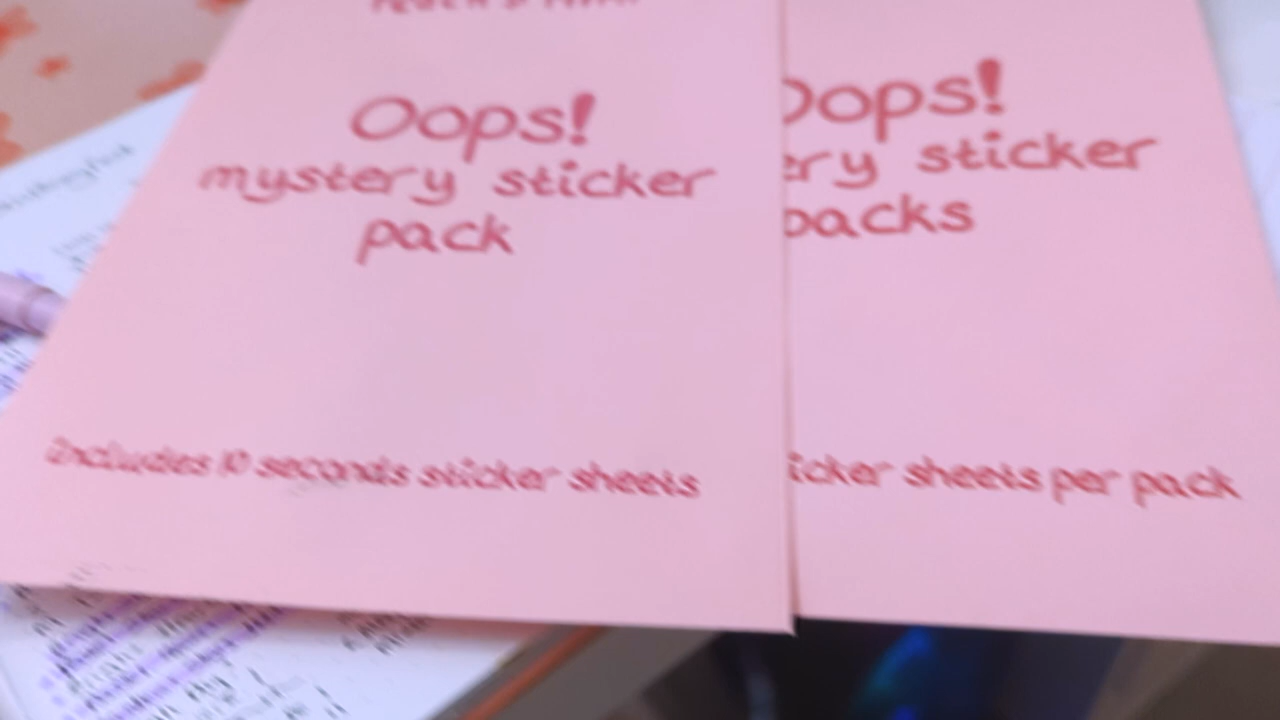 Oops!
mystery sticker
pack
Includes 10 seconds sticker sheets
Oops!
ery sticker
packs
icker sheets per pack